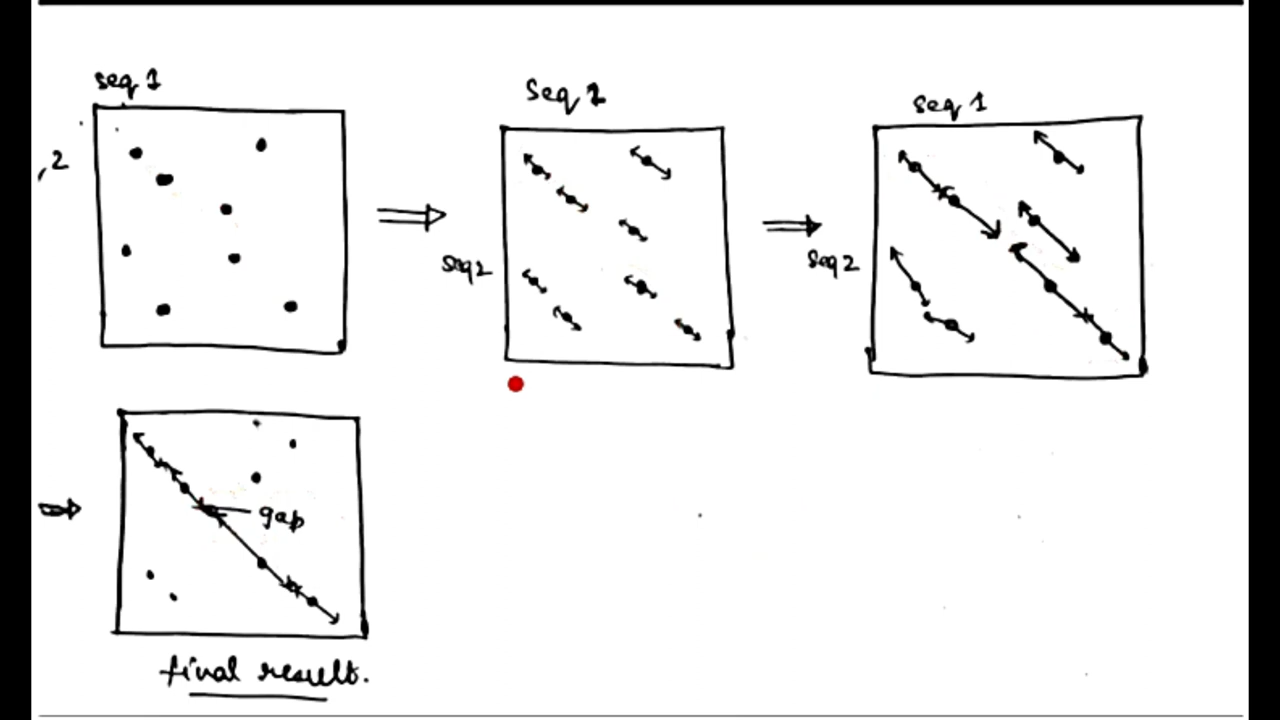 seq 1
, 2
Seq 1
seq 2
seq 1
seq 2
gap
final result.